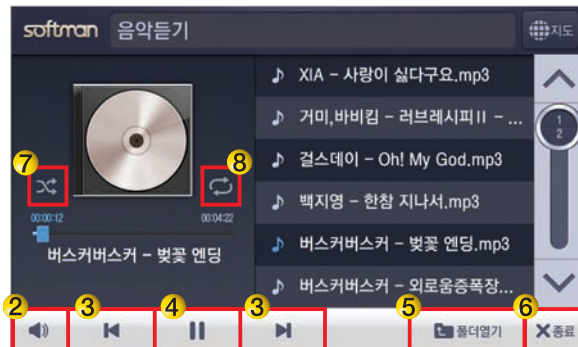 softman 음악듣기 지도
XIA - 사랑이 싫다구요.mp3
거미,바비킴 - 러브레시피II - ...
1
2
걸스데이 - Oh! My God.mp3
7
8
백지영 - 한참 지나서.mp3
00:00:12 00:04:22
버스커버스커 - 벚꽃 엔딩.mp3
버스커버스커 - 벚꽃 엔딩
버스커버스커 - 외로움증폭장...
2 3 4 3 5 6
폴더열기 종료